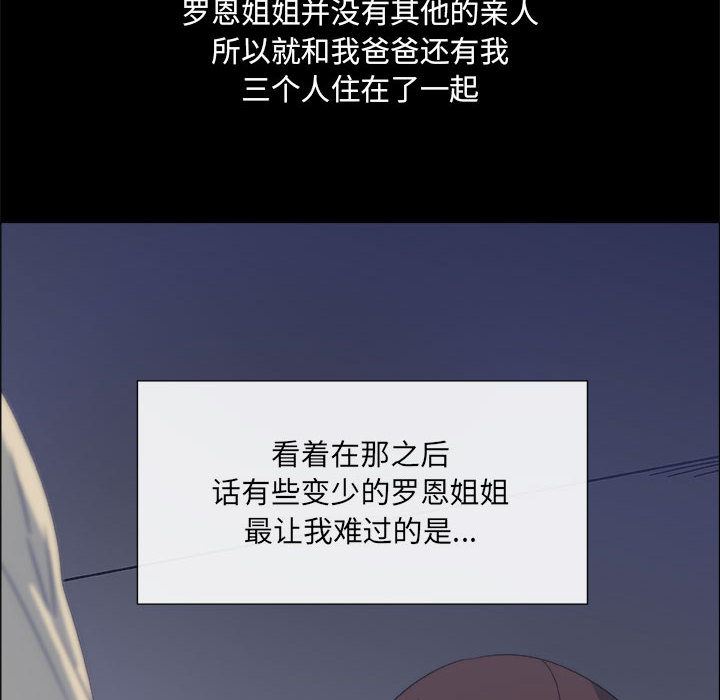 罗恩姐姐并没有其他的亲人
所以就和我爸爸还有我
三个人住在了一起
看着在那之后
话有些变少的罗恩姐姐
最让我难过的是...